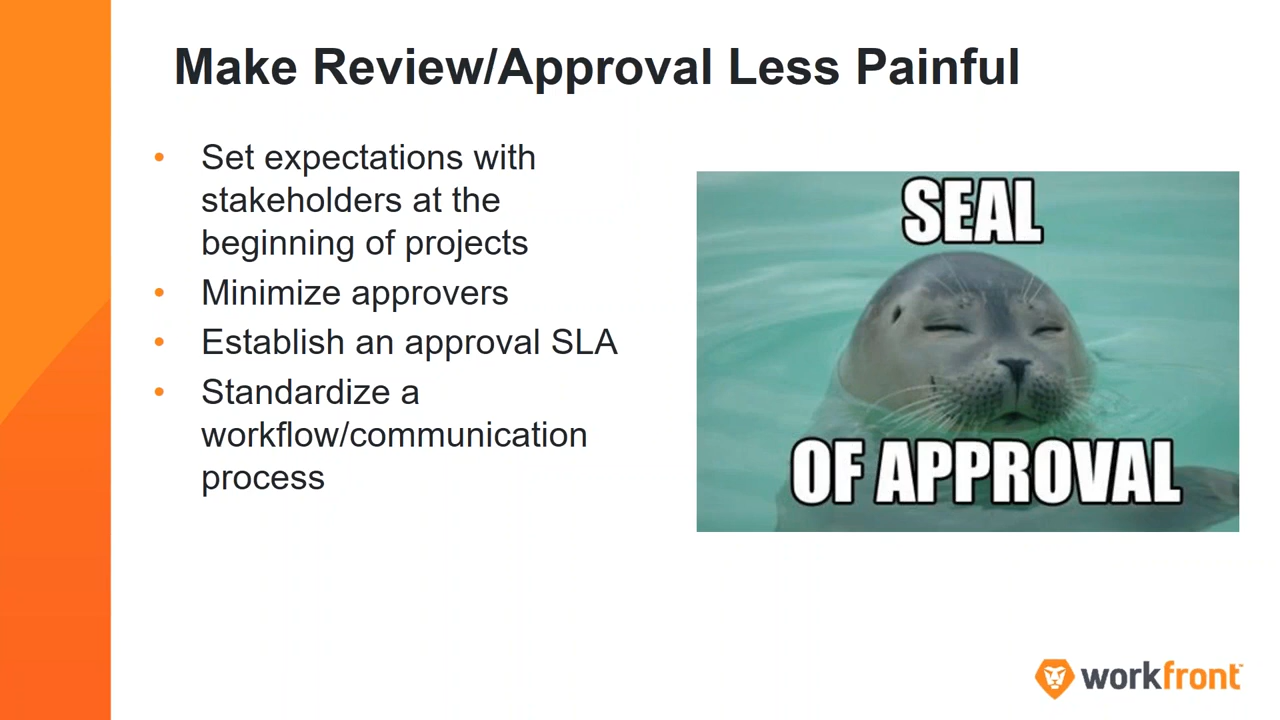 Make Review/Approval Less Painful
• Set expectations with
stakeholders at the
beginning of projects
• Minimize approvers
• Establish an approval SLA
• Standardize a
workflow/communication
process
SEAL
OF APPROVAL
workfront